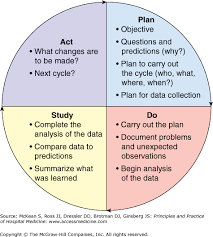 Act
• What changes are
to be made?
• Next cycle?
Plan
• Objective
• Questions and
predictions (why?)
• Plan to carry out
the cycle (who, what,
where, when?)
• Plan for data collection
Study
• Complete the
analysis of the data
• Compare data to
predictions
• Summarize what
was learned
Do
• Carry out the plan
• Document problems
and unexpected
observations
• Begin analysis of
the data
Source: McKean S, Ross JJ, Dressler DD, Brotman DJ, Ginsberg JS: Principles and Practice
of Hospital Medicine: www.accessmedicine.com
Copyright © The McGraw-Hill Companies, Inc. All rights reserved.